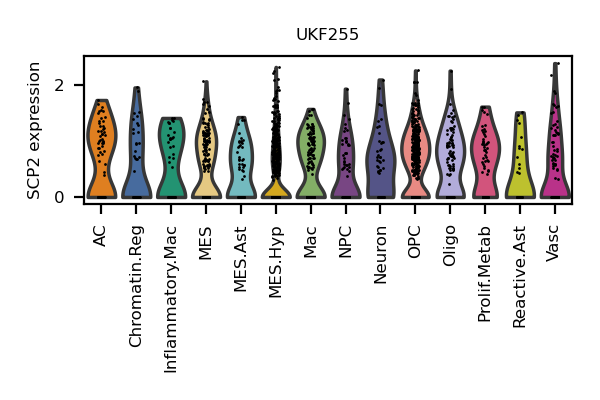 UKF255
SCP2 expression
2
0
AC
Chromatin.Reg
Inflammatory.Mac
MES
MES.Ast
MES.Hyp
Mac
NPC
Neuron
OPC
Oligo
Prolif.Metab
Reactive.Ast
Vasc